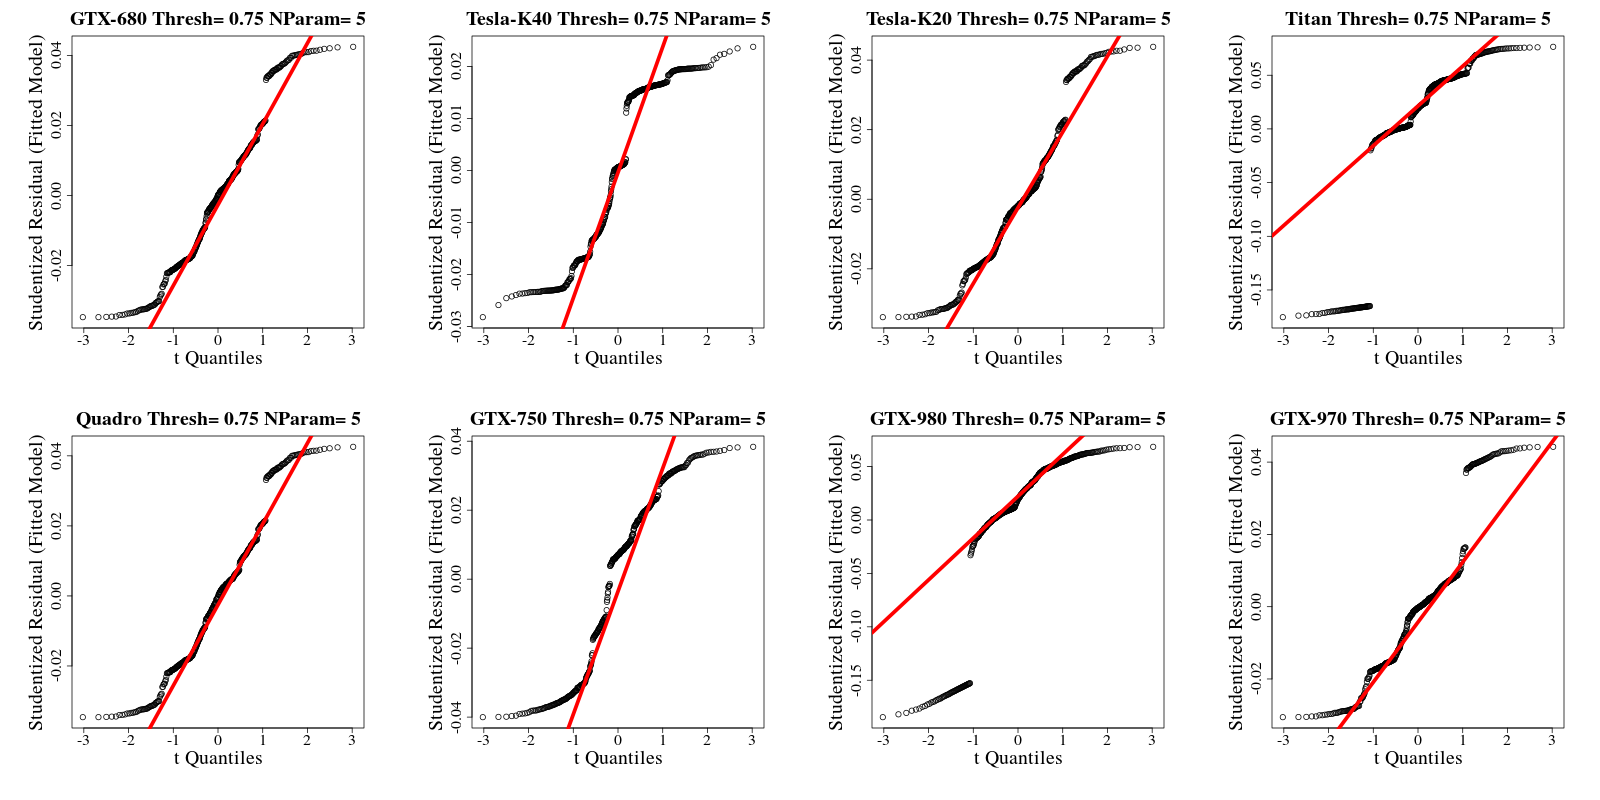 GTX-680 Thresh= 0.75 NParam= 5
Studentized Residual (Fitted Model)
0.04
0.02
0.00
-0.02
-3 -2 -1 0 1 2 3
t Quantiles
Tesla-K40 Thresh= 0.75 NParam= 5
Studentized Residual (Fitted Model)
0.02
0.01
0.00
-0.01
-0.02
-0.03
-3 -2 -1 0 1 2 3
t Quantiles
Tesla-K20 Thresh= 0.75 NParam= 5
Studentized Residual (Fitted Model)
0.04
0.02
0.00
-0.02
-3 -2 -1 0 1 2 3
t Quantiles
Titan Thresh= 0.75 NParam= 5
Studentized Residual (Fitted Model)
0.05
0.00
-0.05
-0.10
-0.15
-3 -2 -1 0 1 2 3
t Quantiles
Quadro Thresh= 0.75 NParam= 5
Studentized Residual (Fitted Model)
0.04
0.02
0.00
-0.02
-3 -2 -1 0 1 2 3
t Quantiles
GTX-750 Thresh= 0.75 NParam= 5
Studentized Residual (Fitted Model)
0.04
0.02
0.00
-0.02
-0.04
-3 -2 -1 0 1 2 3
t Quantiles
GTX-980 Thresh= 0.75 NParam= 5
Studentized Residual (Fitted Model)
0.05
0.00
-0.05
-0.10
-0.15
-3 -2 -1 0 1 2 3
t Quantiles
GTX-970 Thresh= 0.75 NParam= 5
Studentized Residual (Fitted Model)
0.04
0.02
0.00
-0.02
-3 -2 -1 0 1 2 3
t Quantiles